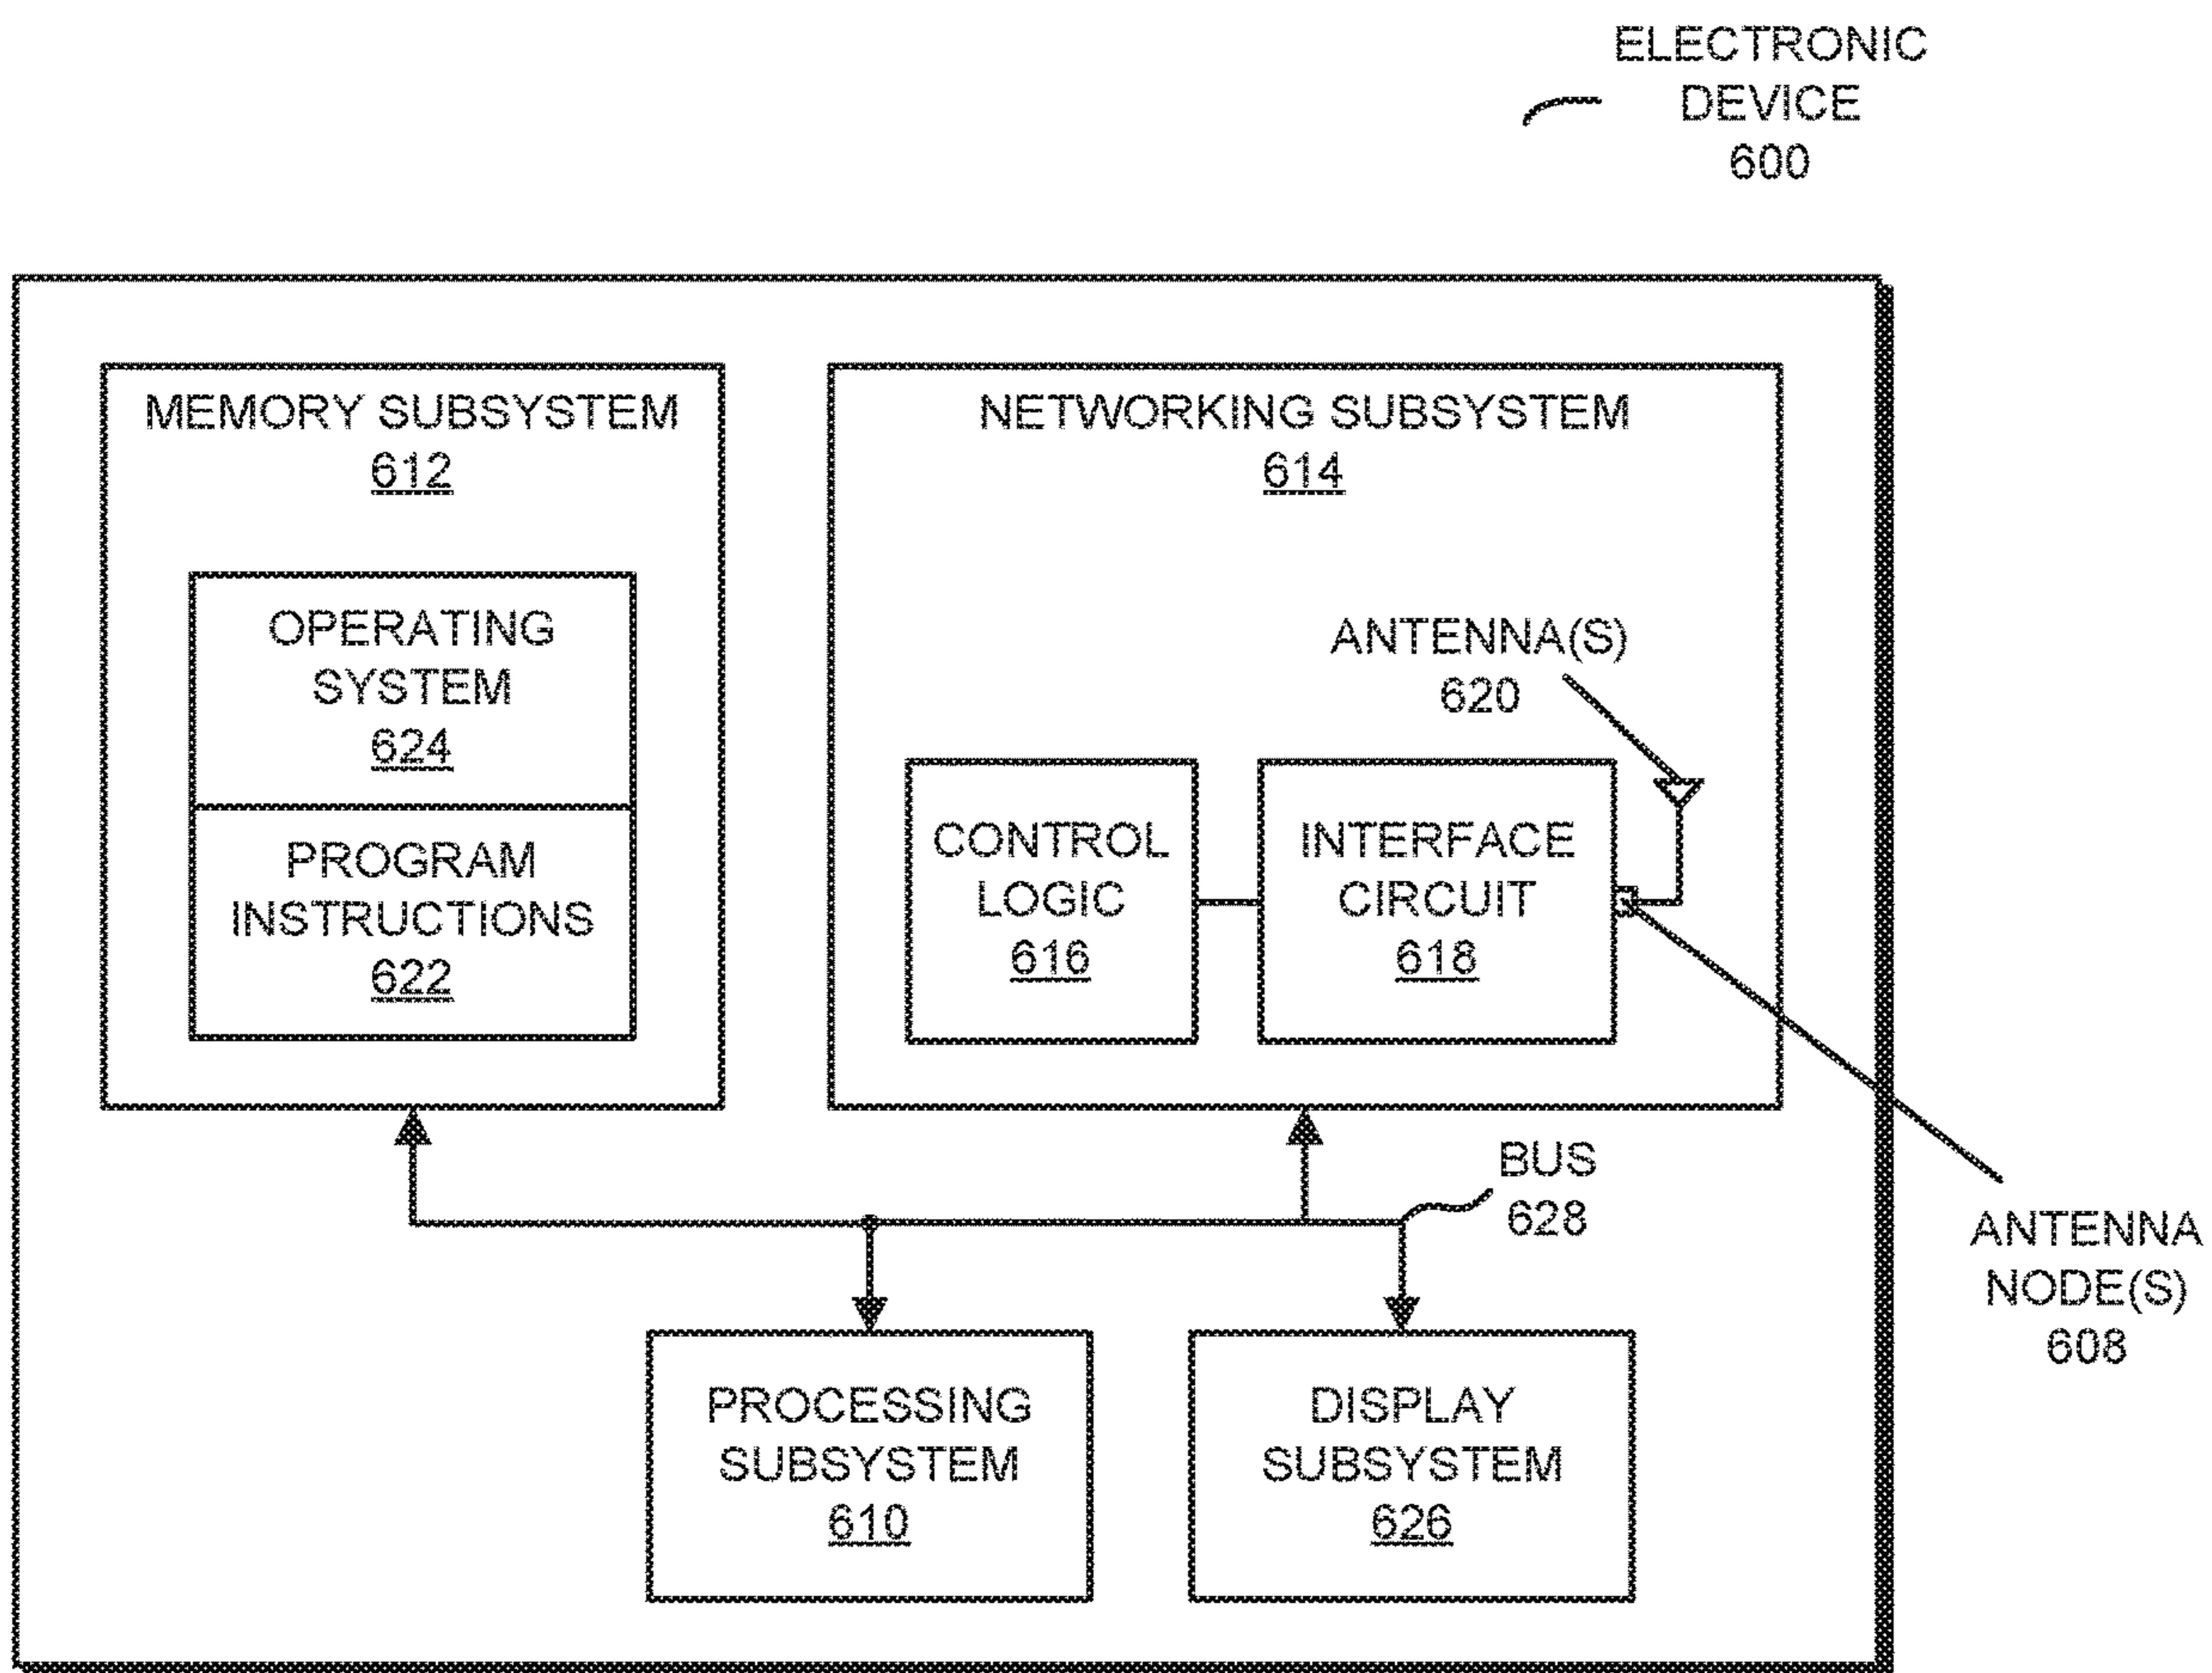 ELECTRONIC
DEVICE
600
MEMORY SUBSYSTEM
612
OPERATING
SYSTEM
624
PROGRAM
INSTRUCTIONS
622
NETWORKING SUBSYSTEM
614
ANTENNA(S)
620
CONTROL
LOGIC
616
INTERFACE
CIRCUIT
618
BUS
628
ANTENNA
NODE(S)
608
PROCESSING
SUBSYSTEM
610
DISPLAY
SUBSYSTEM
626